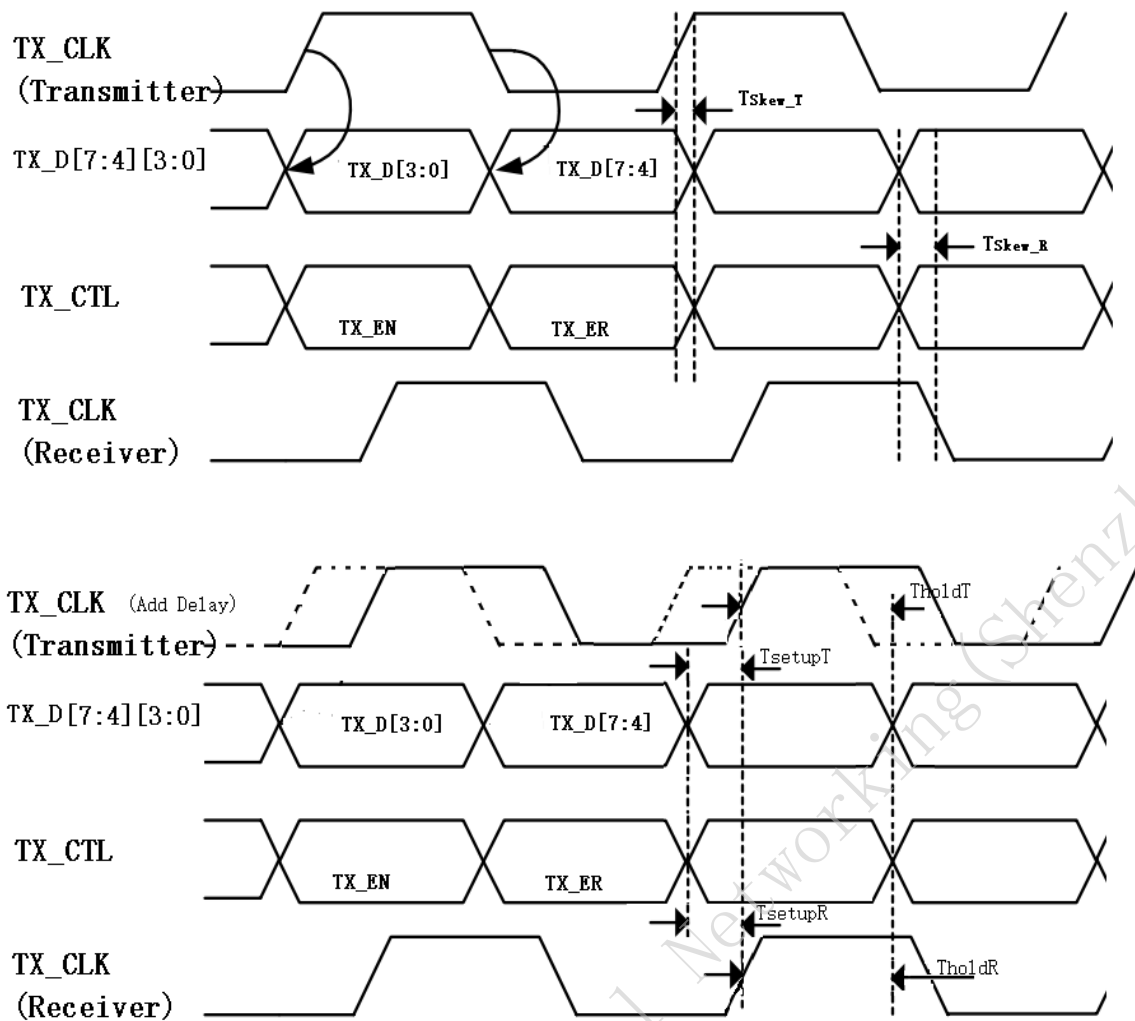 TX_CLK
(Transmitter)
Tskew_T
TX_D[7:4][3:0]
TX_D[3:0]
TX_D[7:4]
Tskew_R
TX_CTL
TX_EN
TX_ER
TX_CLK
(Receiver)
TX_CLK (Add Delay)
(Transmitter)
TholdT
TsetupT
TX_D[7:4][3:0]
TX_D[3:0]
TX_D[7:4]
TX_CTL
TX_EN
TX_ER
TsetupR
TX_CLK
(Receiver)
TholdR
Networking (Shenz